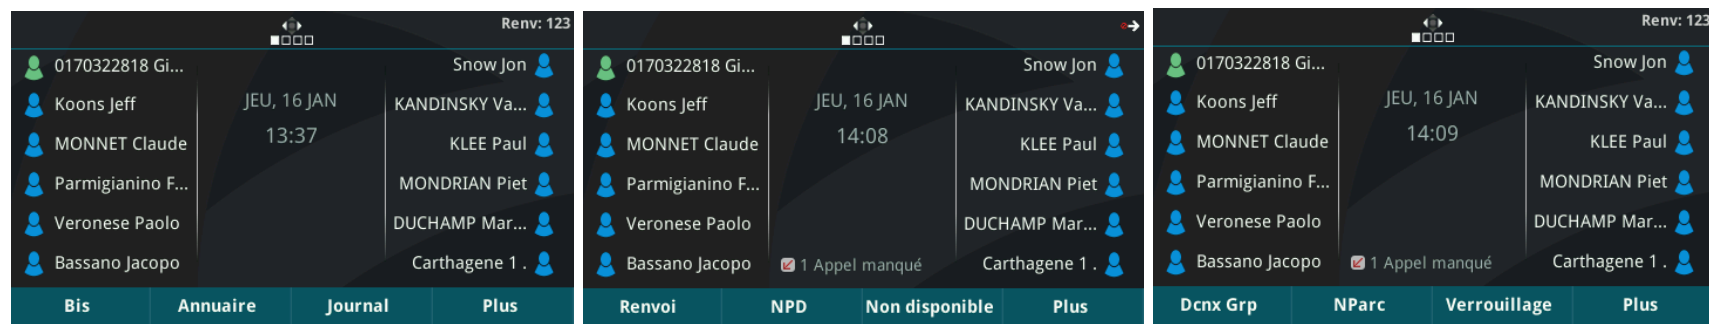 Renv: 123
0170322818 Gi...
Snow Jon
Koons Jeff
JEU, 16 JAN
KANDINSKY Va...
13:37
MONNET Claude
KLEE Paul
Parmigianino F...
MONDRIAN Piet
Veronese Paolo
DUCHAMP Mar...
Bassano Jacopo
Carthagene 1 .
Bis Annuaire Journal Plus
0170322818 Gi...
Snow Jon
Koons Jeff
JEU, 16 JAN
KANDINSKY Va...
14:08
MONNET Claude
KLEE Paul
Parmigianino F...
MONDRIAN Piet
Veronese Paolo
DUCHAMP Mar...
Bassano Jacopo
1 Appel manqué
Carthagene 1 .
Renvoi NPD Non disponible Plus
Renv: 123
0170322818 Gi...
Snow Jon
Koons Jeff
JEU, 16 JAN
KANDINSKY Va...
14:09
MONNET Claude
KLEE Paul
Parmigianino F...
MONDRIAN Piet
Veronese Paolo
DUCHAMP Mar...
Bassano Jacopo
1 Appel manqué
Carthagene 1 .
Dcnx Grp NParc Verrouillage Plus